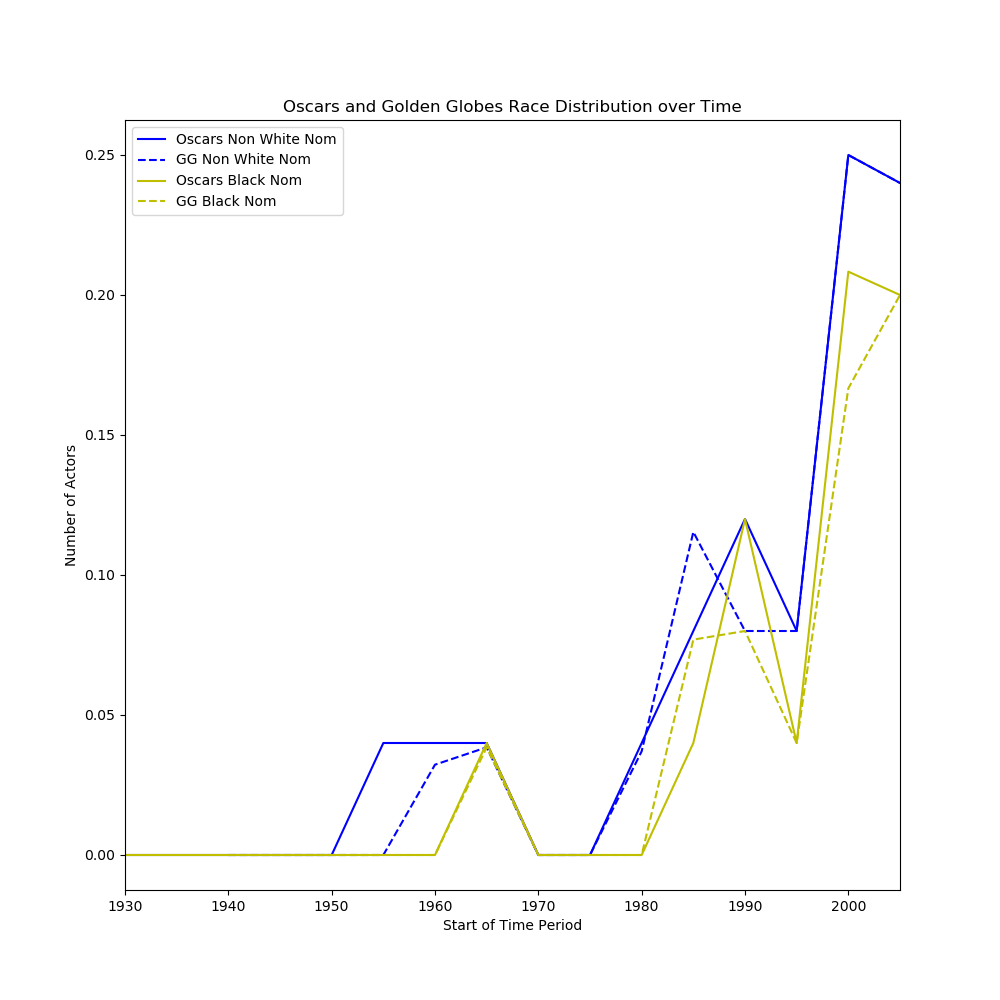 Oscars and Golden Globes Race Distribution over Time
Oscars Non White Nom
GG Non White Nom
Oscars Black Nom
GG Black Nom
0.25
0.20
0.15
0.10
0.05
0.00
Number of Actors
1930 1940 1950 1960 1970 1980 1990 2000
Start of Time Period